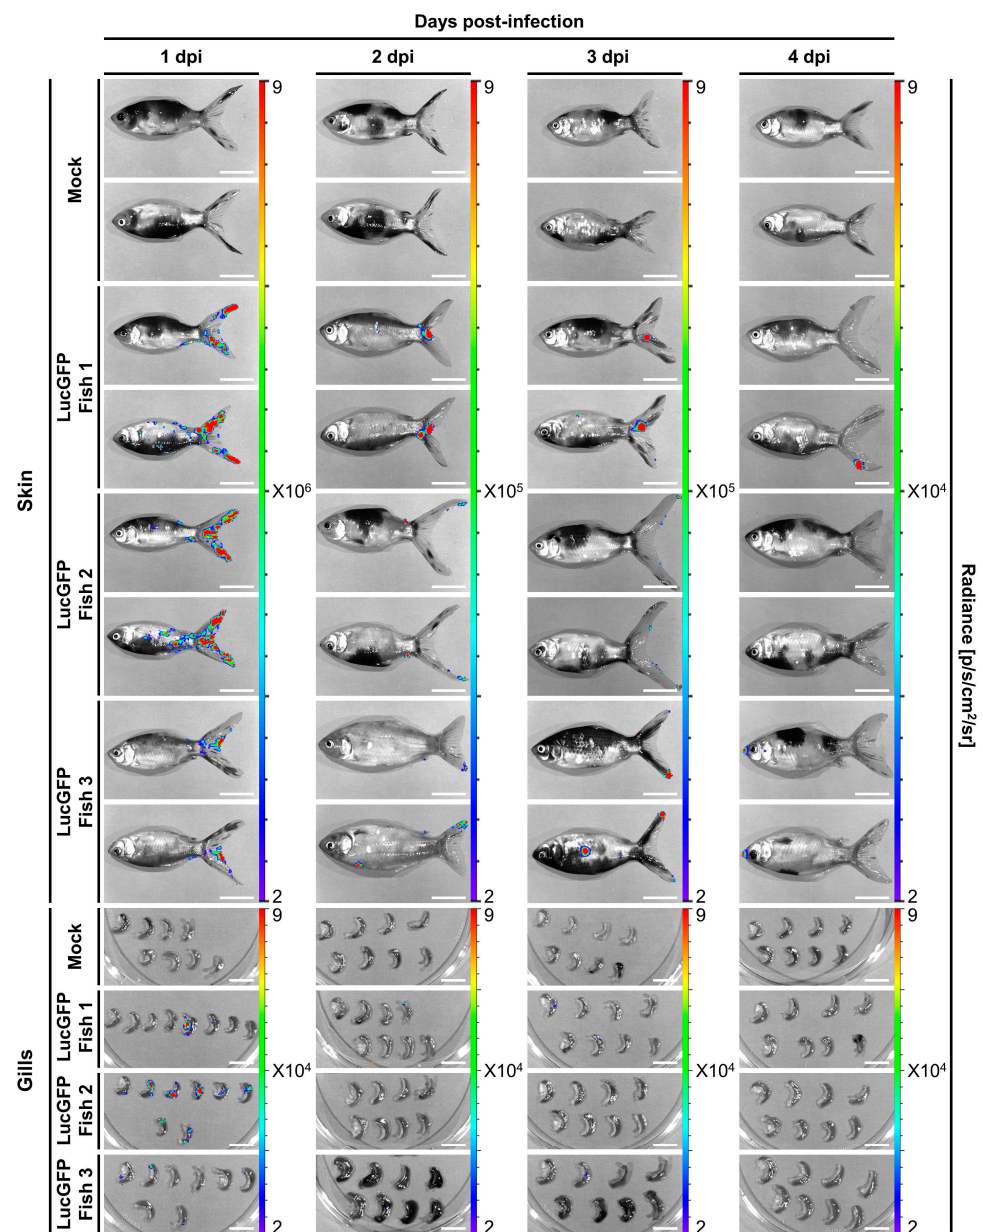 Days post-infection
1 dpi 2 dpi 3 dpi 4 dpi
9 9 9 9
Skin
Mock
LucGFP
Fish 1
X10⁶ X10⁵ X10⁵ X10⁴
LucGFP
Fish 2
LucGFP
Fish 3
2 2 2 2
Radiance [p/s/cm²/sr]
9 9 9 9
Gills
Mock
LucGFP
Fish 1
X10⁴ X10⁴ X10⁴
LucGFP
Fish 2
LucGFP
Fish 3
2 2 2 2